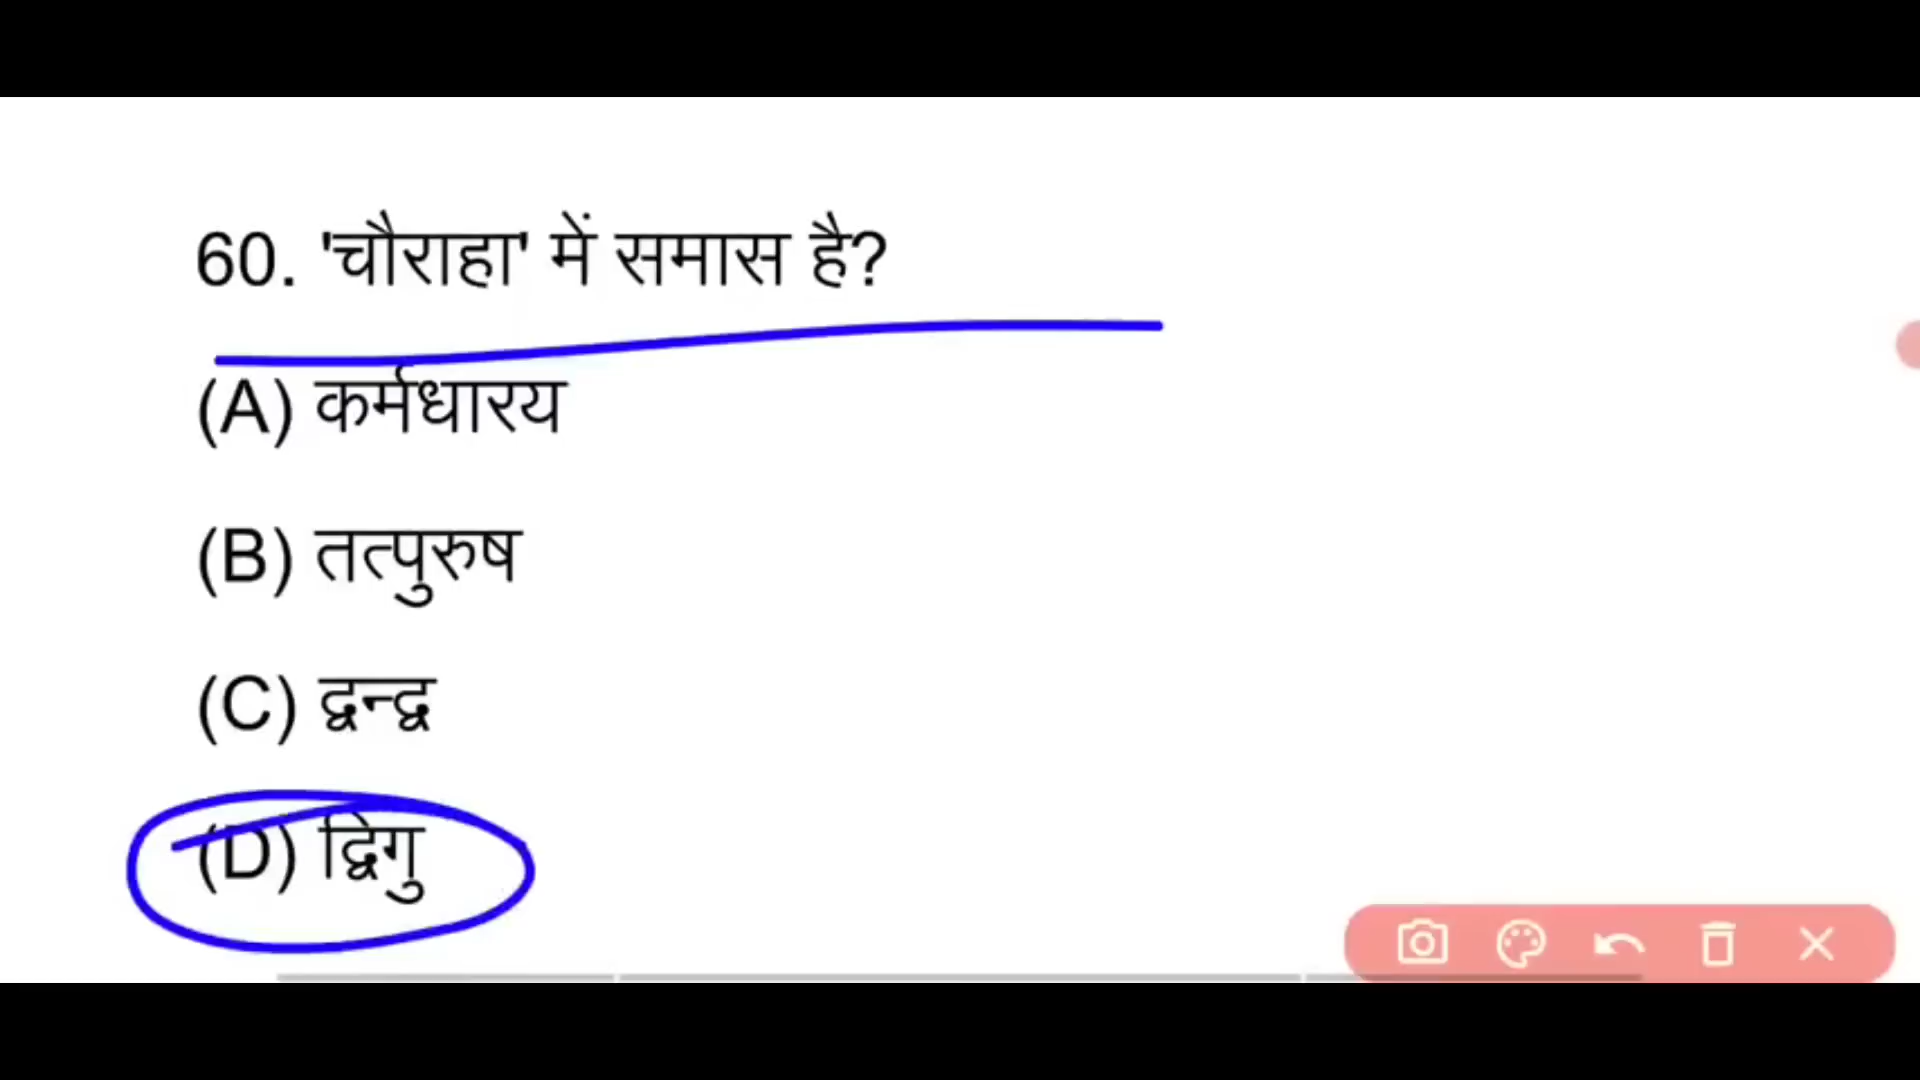 60. 'चौराहा' में समास है?
(A) कर्मधारय
(B) तत्पुरुष
(C) द्वन्द्व
(D) द्विगु